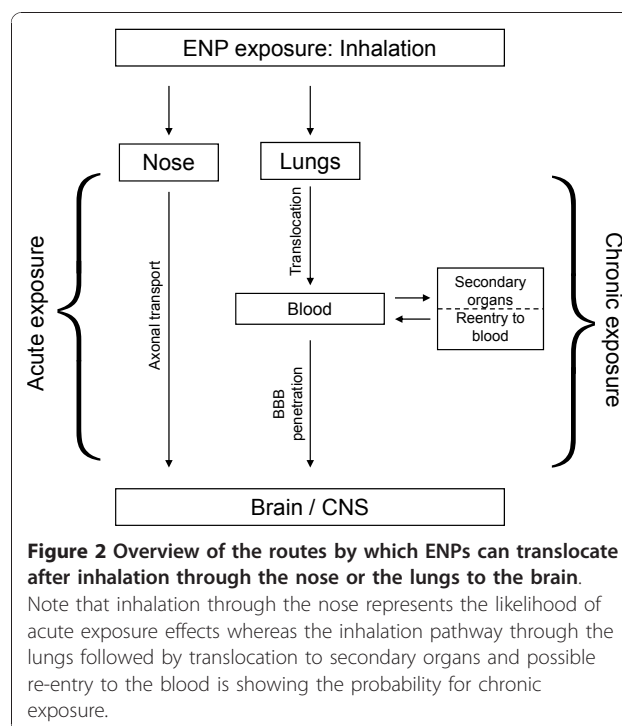 ENP exposure: Inhalation
Nose
Lungs
Acute exposure
Axonal transport
Translocation
Blood
Secondary
organs
Reentry to
blood
Chronic exposure
BBB
penetration
Brain / CNS
Figure 2 Overview of the routes by which ENPs can translocate
after inhalation through the nose or the lungs to the brain.
Note that inhalation through the nose represents the likelihood of
acute exposure effects whereas the inhalation pathway through the
lungs followed by translocation to secondary organs and possible
re-entry to the blood is showing the probability for chronic
exposure.